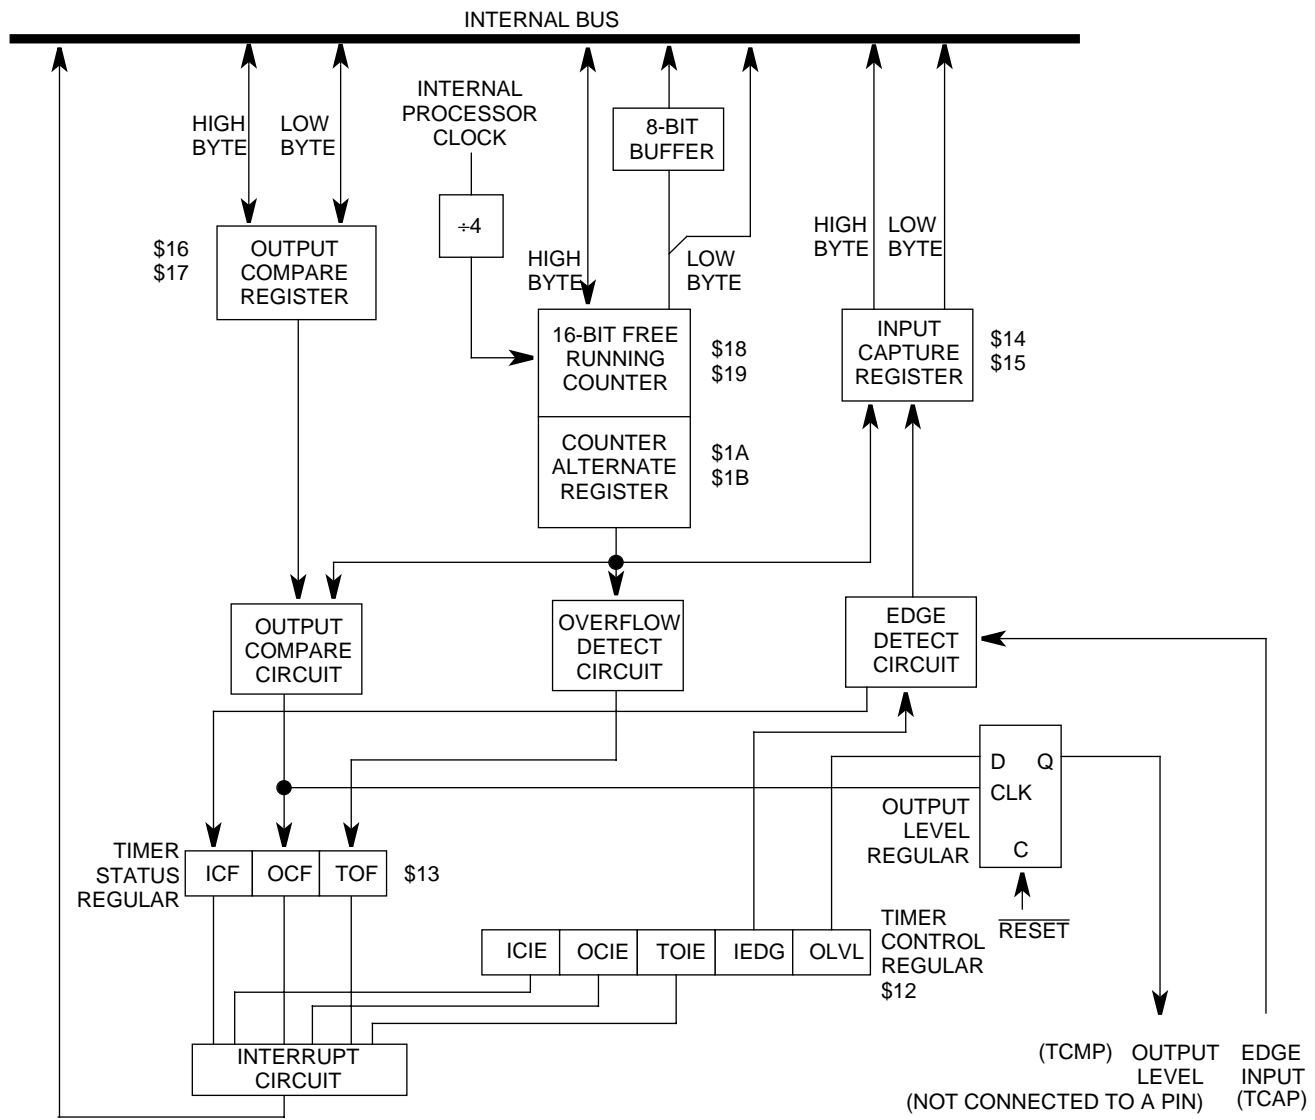 INTERNAL BUS
HIGH
BYTE
LOW
BYTE
INTERNAL
PROCESSOR
CLOCK
8-BIT
BUFFER
÷4
HIGH
BYTE
LOW
BYTE
HIGH
BYTE
LOW
BYTE
$16
$17
OUTPUT
COMPARE
REGISTER
16-BIT FREE
RUNNING
COUNTER
$18
$19
INPUT
CAPTURE
REGISTER
$14
$15
COUNTER
ALTERNATE
REGISTER
$1A
$1B
OUTPUT
COMPARE
CIRCUIT
OVERFLOW
DETECT
CIRCUIT
EDGE
DETECT
CIRCUIT
D Q
CLK
C
OUTPUT
LEVEL
REGULAR
RESET
TIMER
STATUS
REGULAR
ICF OCF TOF
$13
ICIE OCIE TOIE IEDG OLVL
TIMER
CONTROL
REGULAR
$12
INTERRUPT
CIRCUIT
(TCMP) OUTPUT
LEVEL
(NOT CONNECTED TO A PIN)
EDGE
INPUT
(TCAP)